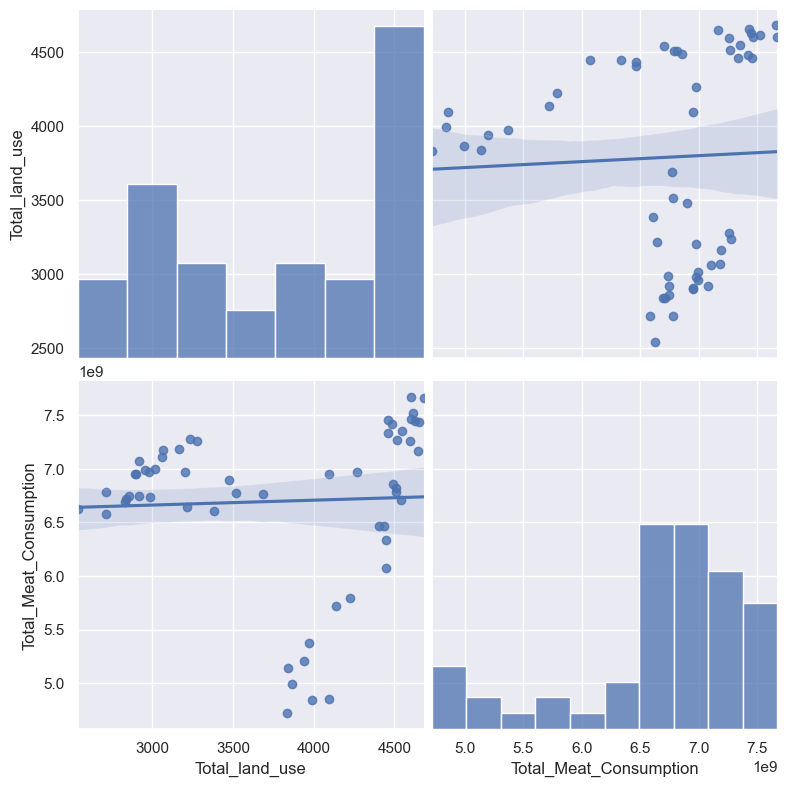 4500
4000
3500
3000
2500
Total_land_use
1e9
7.5
7.0
6.5
6.0
5.5
5.0
Total_Meat_Consumption
3000 3500 4000 4500
Total_land_use
5.0 5.5 6.0 6.5 7.0 7.5
1e9
Total_Meat_Consumption